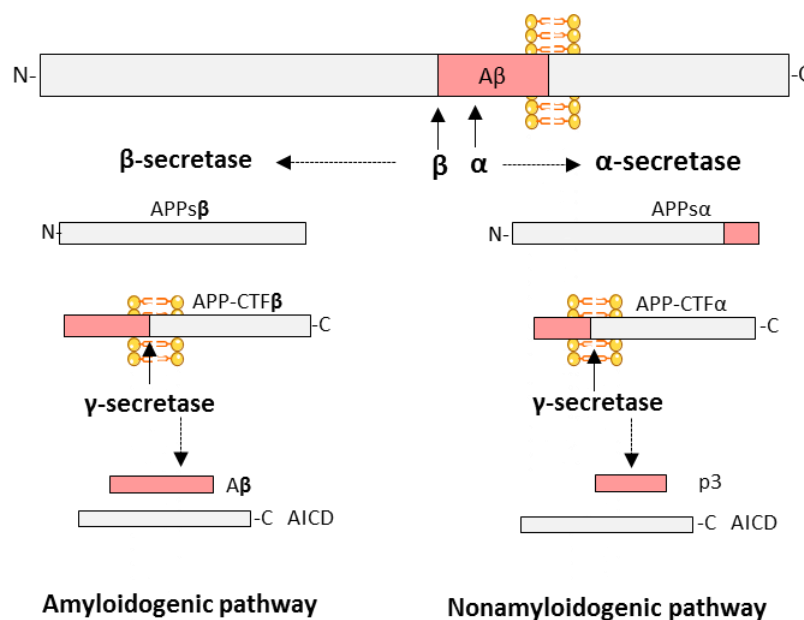 N-
Aβ
-C
β-secretase
β α
α-secretase
APPsβ
N-
APPsα
N-
APP-CTFβ
-C
APP-CTFα
-C
γ-secretase
γ-secretase
Aβ
p3
-C AICD
-C AICD
Amyloidogenic pathway
Nonamyloidogenic pathway